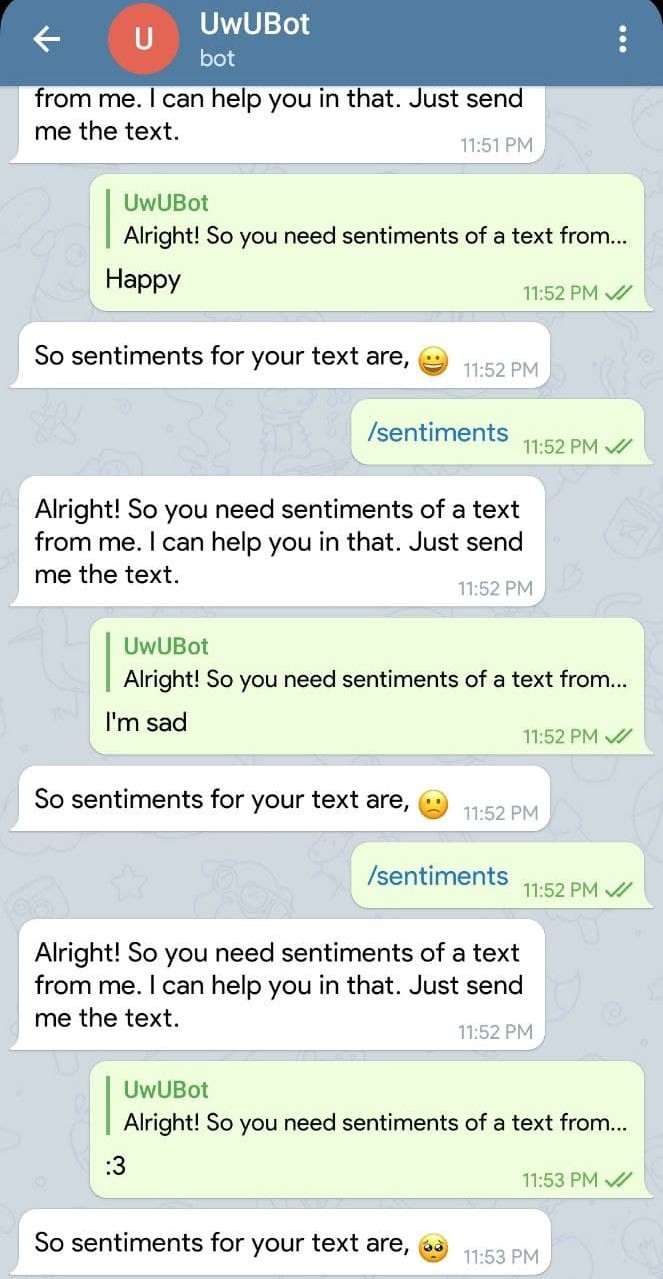 U
UwUBot
bot
from me. I can help you in that. Just send
me the text.
11:51 PM
UwUBot
Alright! So you need sentiments of a text from...
Happy
11:52 PM
So sentiments for your text are, 😀
11:52 PM
/sentiments
11:52 PM
Alright! So you need sentiments of a text
from me. I can help you in that. Just send
me the text.
11:52 PM
UwUBot
Alright! So you need sentiments of a text from...
I'm sad
11:52 PM
So sentiments for your text are, 🙁
11:52 PM
/sentiments
11:52 PM
Alright! So you need sentiments of a text
from me. I can help you in that. Just send
me the text.
11:52 PM
UwUBot
Alright! So you need sentiments of a text from...
:3
11:53 PM
So sentiments for your text are, 🥺
11:53 PM